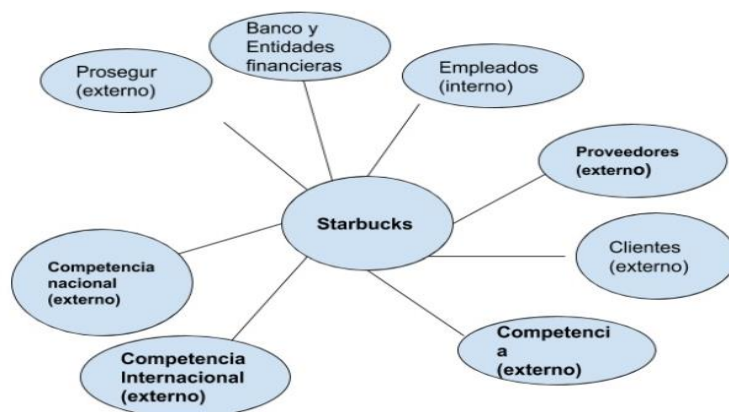 Banco y
Entidades
financieras
Prosegur
(externo)
Empleados
(interno)
Proveedores
(externo)
Starbucks
Clientes
(externo)
Competencia
nacional
(externo)
Competenci
a
(externo)
Competencia
Internacional
(externo)